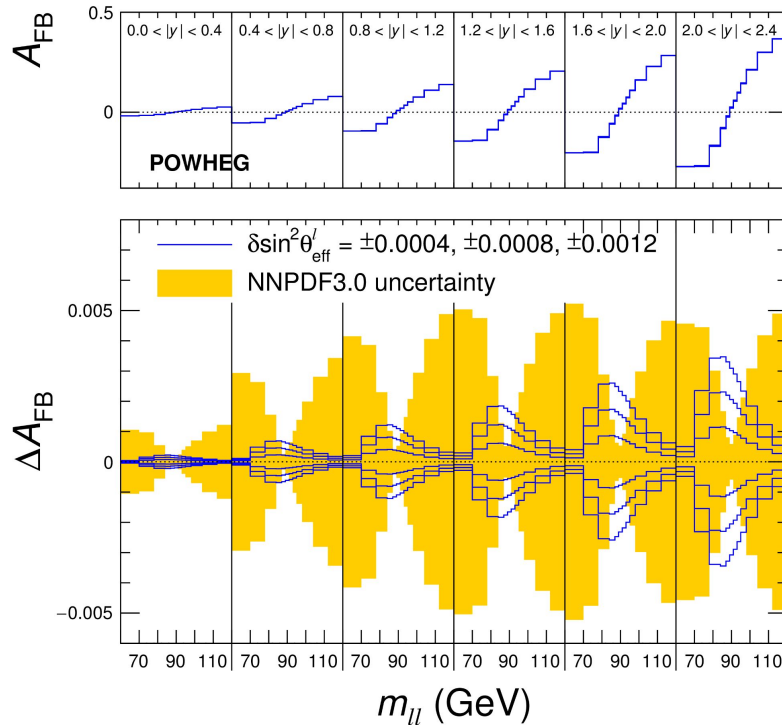 0.5
A_FB
0.0 < |y| < 0.4 0.4 < |y| < 0.8 0.8 < |y| < 1.2 1.2 < |y| < 1.6 1.6 < |y| < 2.0 2.0 < |y| < 2.4
0
POWHEG
δsin²θ^l_eff = ±0.0004, ±0.0008, ±0.0012
NNPDF3.0 uncertainty
0.005
ΔA_FB
0
−0.005
70 90 110 70 90 110 70 90 110 70 90 110 70 90 110 70 90 110
m_ll (GeV)